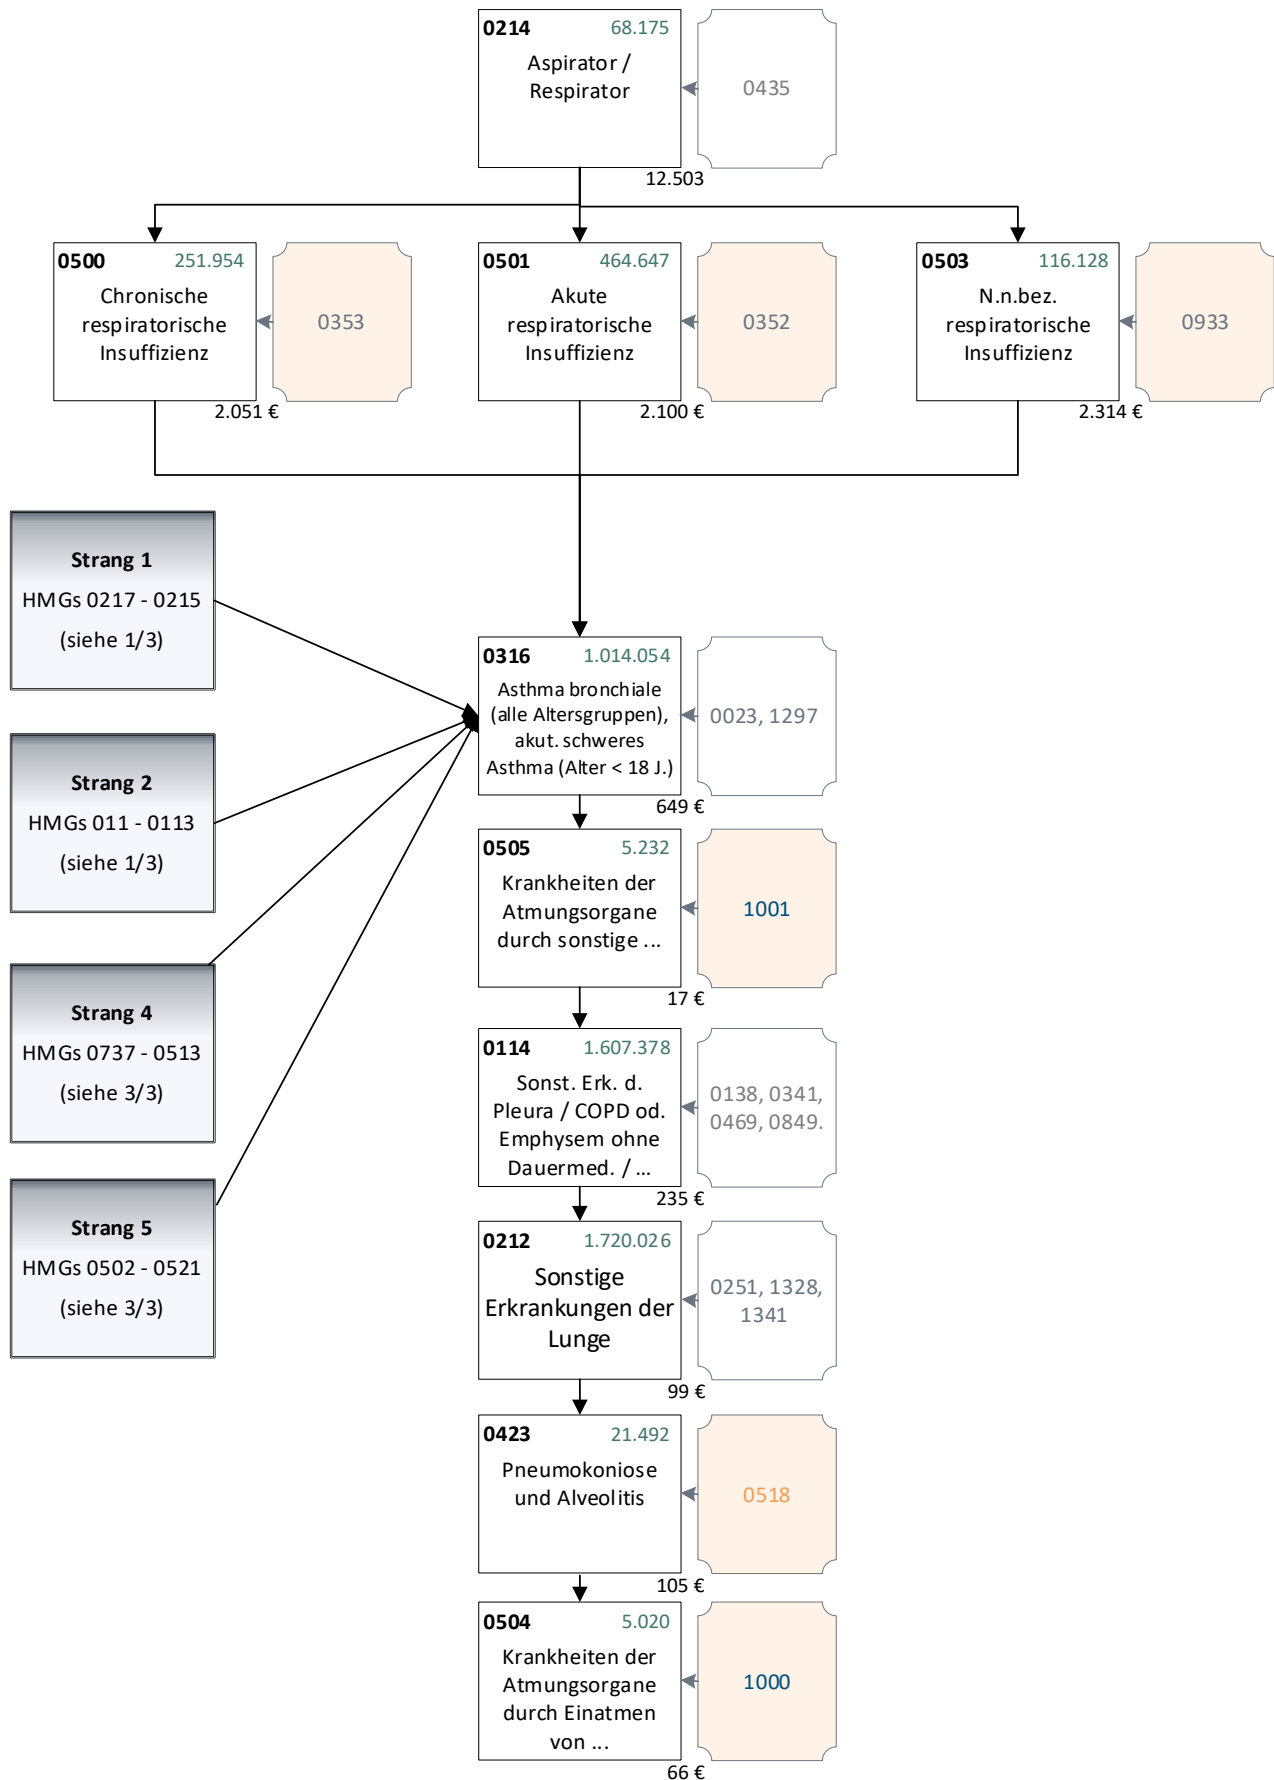 0214 68.175
Aspirator /
Respirator
0435
12.503
0500 251.954
Chronische
respiratorische
Insuffizienz
0353
2.051 €
0501 464.647
Akute
respiratorische
Insuffizienz
0352
2.100 €
0503 116.128
N.n.bez.
respiratorische
Insuffizienz
0933
2.314 €
Strang 1
HMGs 0217 - 0215
(siehe 1/3)
Strang 2
HMGs 011 - 0113
(siehe 1/3)
Strang 4
HMGs 0737 - 0513
(siehe 3/3)
Strang 5
HMGs 0502 - 0521
(siehe 3/3)
0316 1.014.054
Asthma bronchiale
(alle Altersgruppen),
akut. schweres
Asthma (Alter < 18 J.)
0023, 1297
649 €
0505 5.232
Krankheiten der
Atmungsorgane
durch sonstige ...
1001
17 €
0114 1.607.378
Sonst. Erk. d.
Pleura / COPD od.
Emphysem ohne
Dauermed. / ...
0138, 0341,
0469, 0849.
235 €
0212 1.720.026
Sonstige
Erkrankungen der
Lunge
0251, 1328,
1341
99 €
0423 21.492
Pneumokoniose
und Alveolitis
0518
105 €
0504 5.020
Krankheiten der
Atmungsorgane
durch Einatmen
von ...
1000
66 €